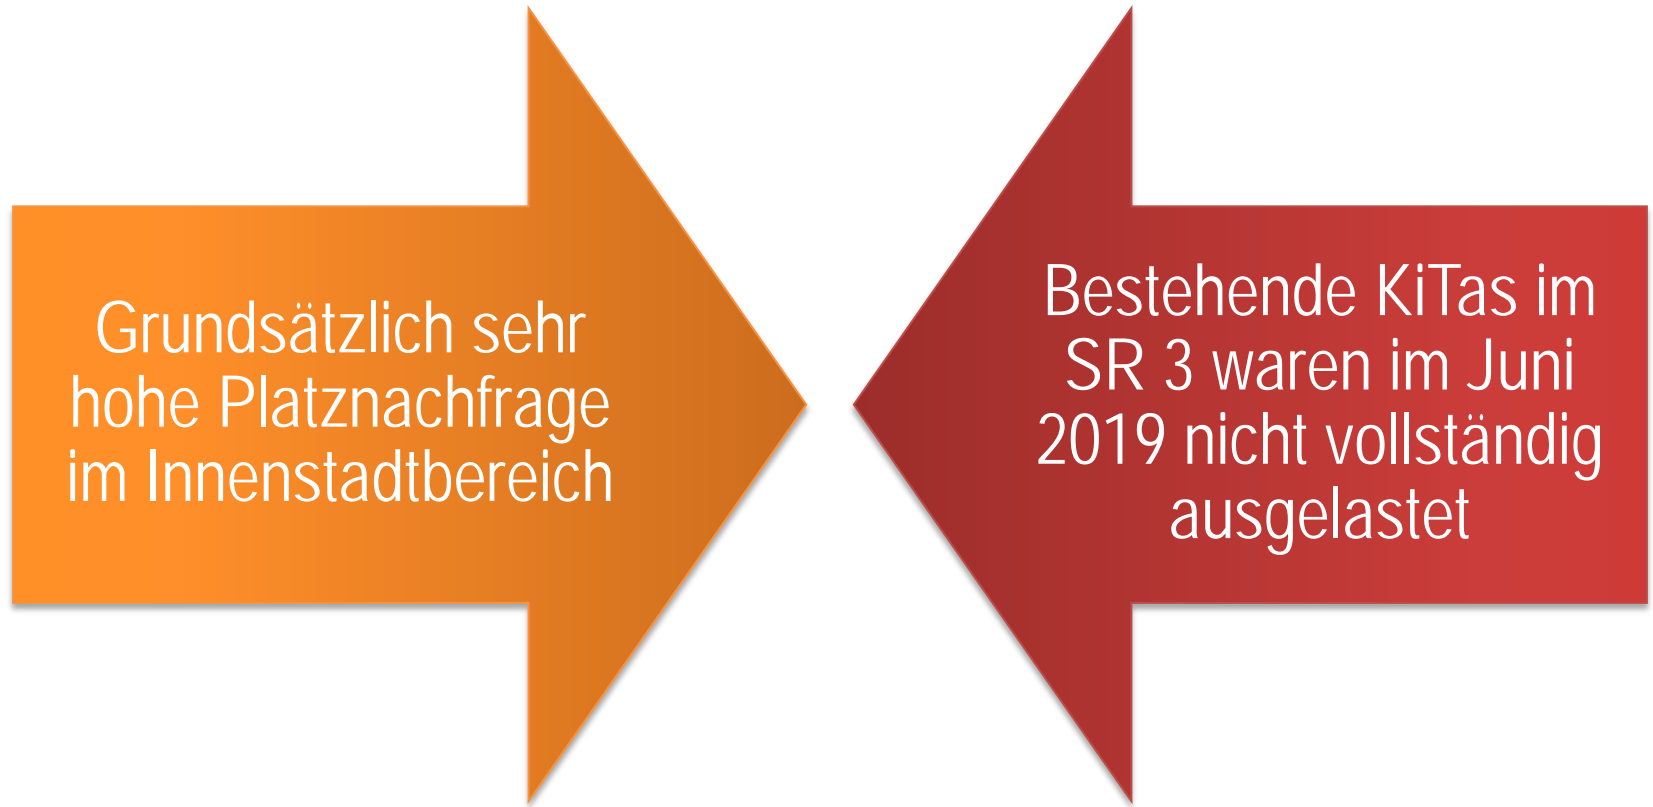 Grundsätzlich sehr
hohe Platznachfrage
im Innenstadtbereich
Bestehende KiTas im
SR 3 waren im Juni
2019 nicht vollständig
ausgelastet